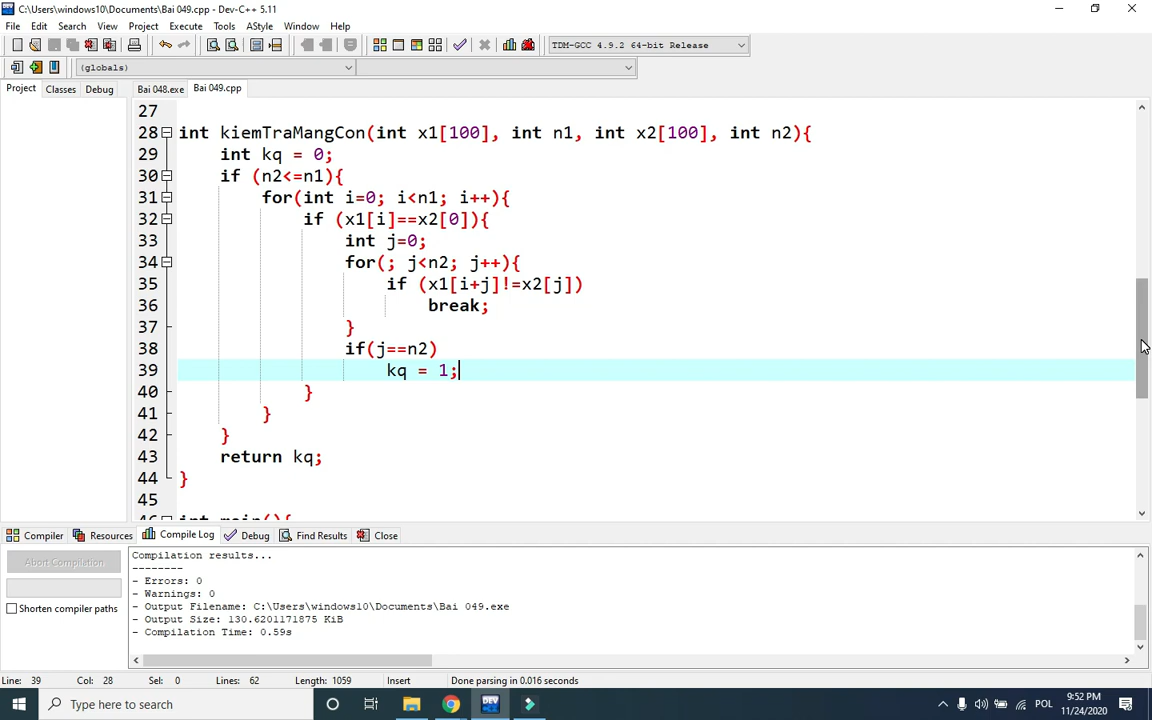 C:\Users\windows10\Documents\Bai 049.cpp - Dev-C++ 5.11
File Edit Search View Project Execute Tools AStyle Window Help
TDM-GCC 4.9.2 64-bit Release
(globals)
Project Classes Debug Bai 048.exe Bai 049.cpp
27
28 int kiemTraMangCon(int x1[100], int n1, int x2[100], int n2){
29 int kq = 0;
30 if (n2<=n1){
31 for(int i=0; i<n1; i++){
32 if (x1[i]==x2[0]){
33 int j=0;
34 for(; j<n2; j++){
35 if (x1[i+j]!=x2[j])
36 break;
37 }
38 if(j==n2)
39 kq = 1;
40 }
41 }
42 }
43 return kq;
44 }
45
46 int main(){
Compiler Resources Compile Log Debug Find Results Close
Abort Compilation
Shorten compiler paths
Compilation results...
--------
- Errors: 0
- Warnings: 0
- Output Filename: C:\Users\windows10\Documents\Bai 049.exe
- Output Size: 130.6201171875 KiB
- Compilation Time: 0.59s
Line: 39 Col: 28 Sel: 0 Lines: 62 Length: 1059 Insert Done parsing in 0.016 seconds
Type here to search
DEV
POL
9:52 PM
11/24/2020